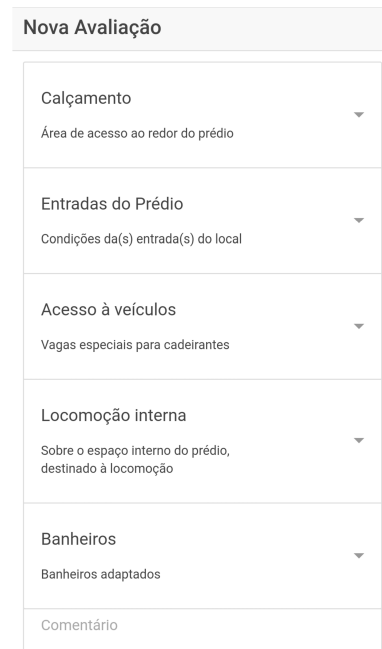 Nova Avaliação
Calçamento
Área de acesso ao redor do prédio
Entradas do Prédio
Condições da(s) entrada(s) do local
Acesso à veículos
Vagas especiais para cadeirantes
Locomoção interna
Sobre o espaço interno do prédio,
destinado à locomoção
Banheiros
Banheiros adaptados
Comentário